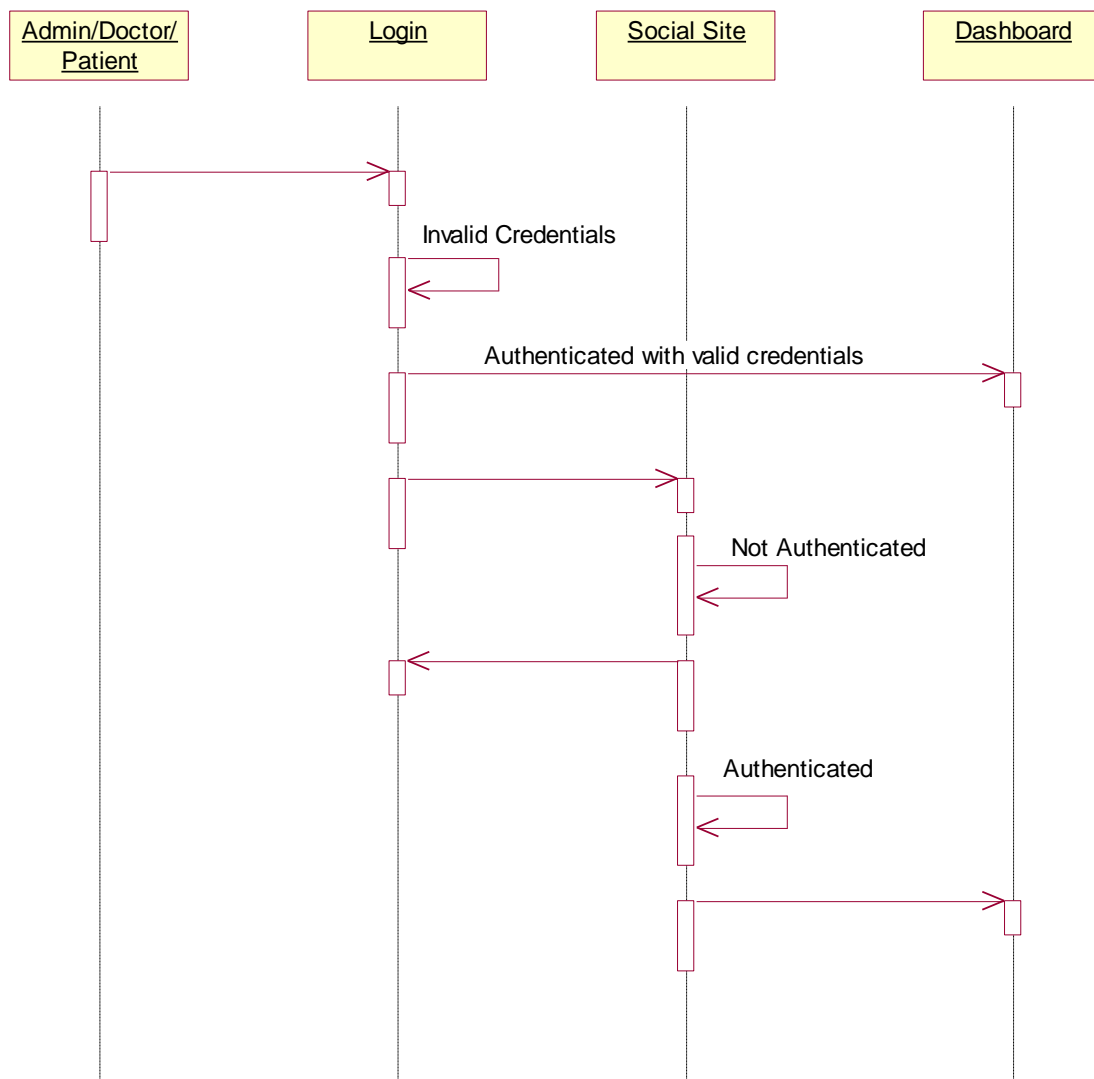 Admin/Doctor/
Patient
Login
Social Site
Dashboard
Invalid Credentials
Authenticated with valid credentials
Not Authenticated
Authenticated